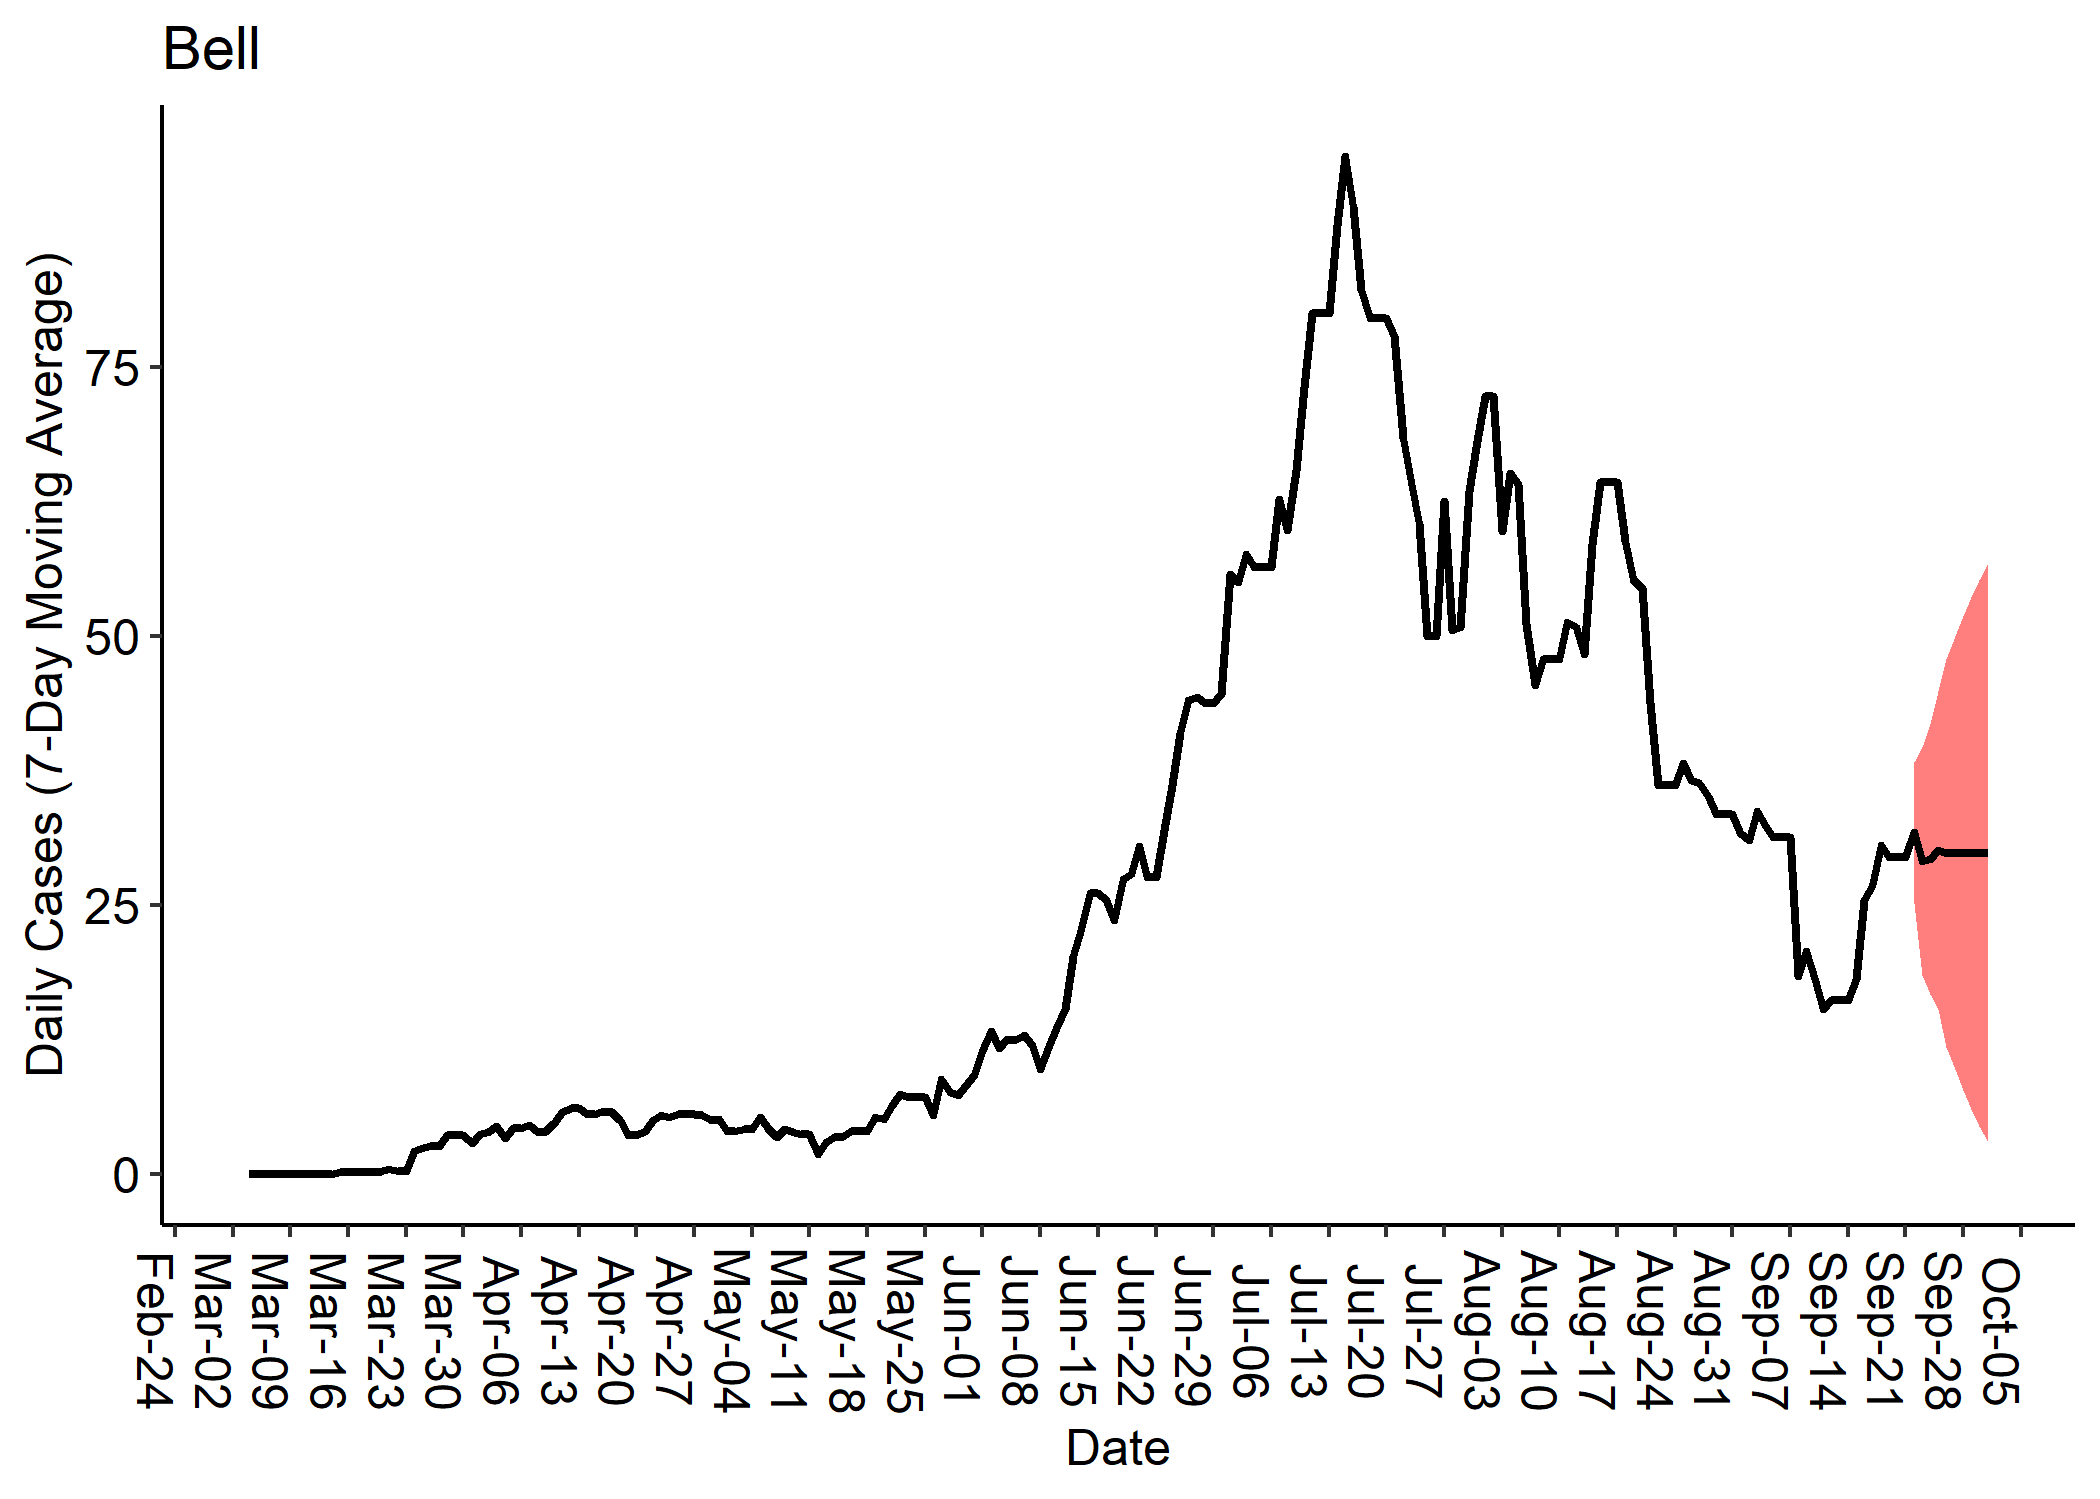 Bell
Daily Cases (7-Day Moving Average)
75
50
25
0
Feb-24
Mar-02
Mar-09
Mar-16
Mar-23
Mar-30
Apr-06
Apr-13
Apr-20
Apr-27
May-04
May-11
May-18
May-25
Jun-01
Jun-08
Jun-15
Jun-22
Jun-29
Jul-06
Jul-13
Jul-20
Jul-27
Aug-03
Aug-10
Aug-17
Aug-24
Aug-31
Sep-07
Sep-14
Sep-21
Sep-28
Oct-05
Date